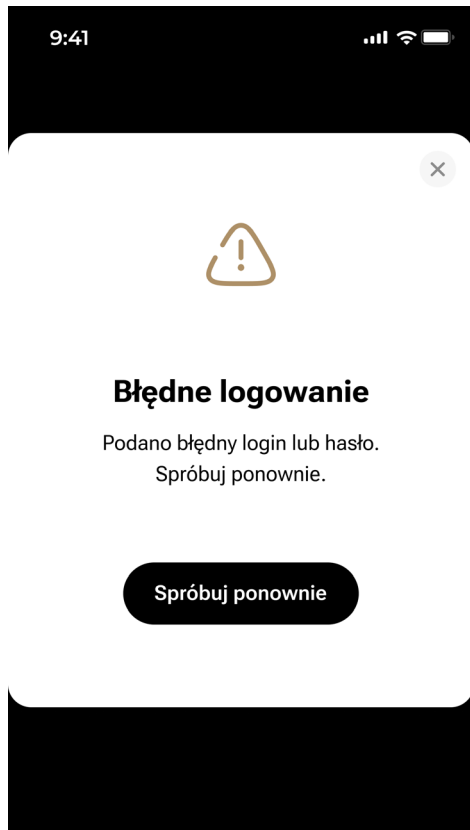 9:41
Błędne logowanie
Podano błędny login lub hasło.
Spróbuj ponownie.
Spróbuj ponownie